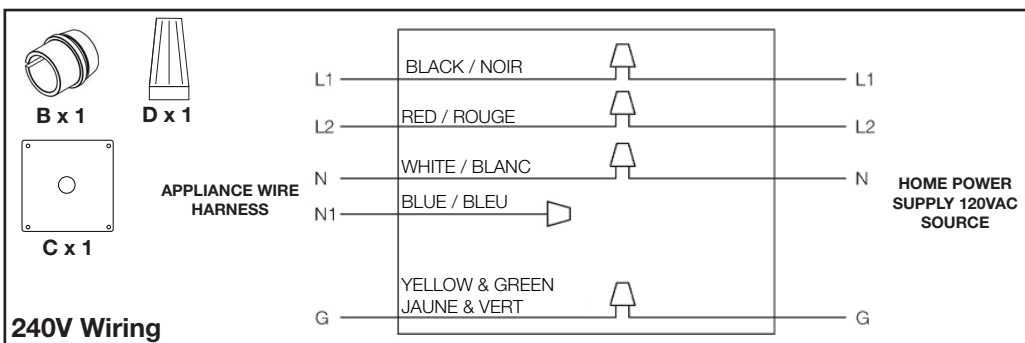 B x 1
D x 1
C x 1
240V Wiring
APPLIANCE WIRE
HARNESS
L1
BLACK / NOIR
L1
L2
RED / ROUGE
L2
N
WHITE / BLANC
N
N1
BLUE / BLEU
G
YELLOW & GREEN
JAUNE & VERT
G
HOME POWER
SUPPLY 120VAC
SOURCE